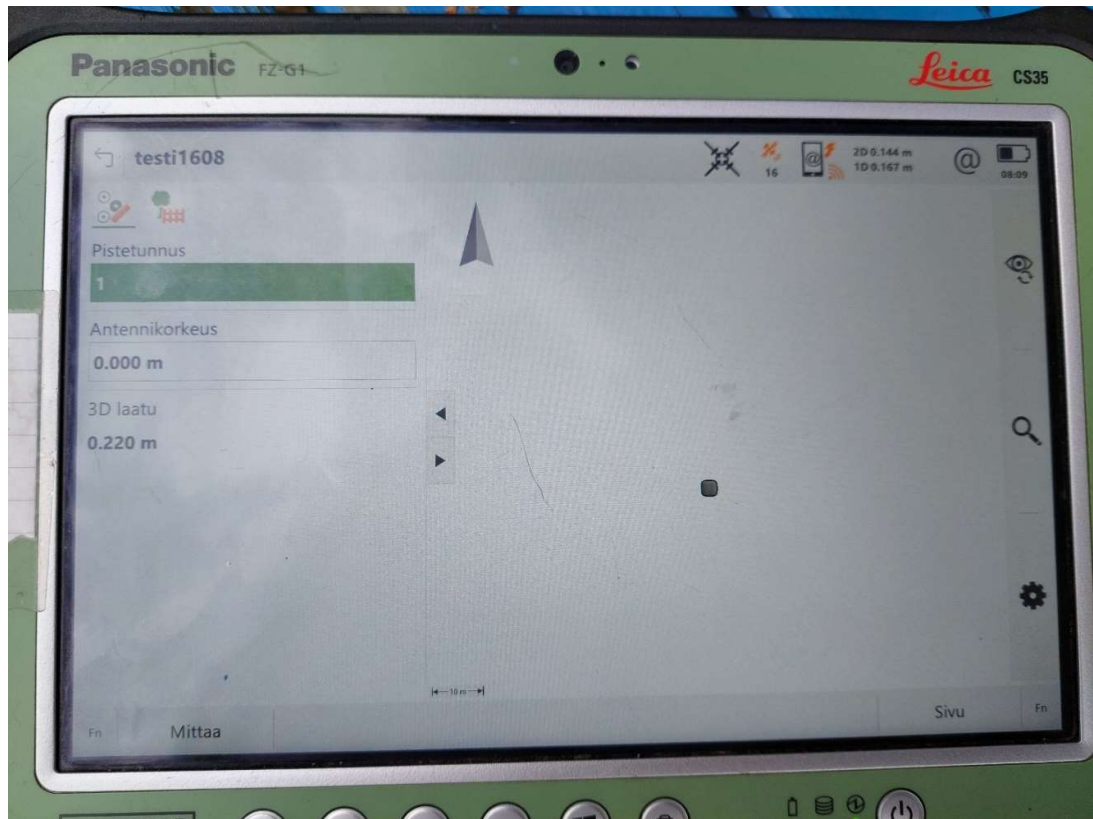 Panasonic FZ-G1
Leica CS35
testi1608
16
@
2D 0.144 m
1D 0.167 m
@
08:09
Pistetunnus
1
Antennikorkeus
0.000 m
3D laatu
0.220 m
10 m
Fn Mittaa Sivu Fn